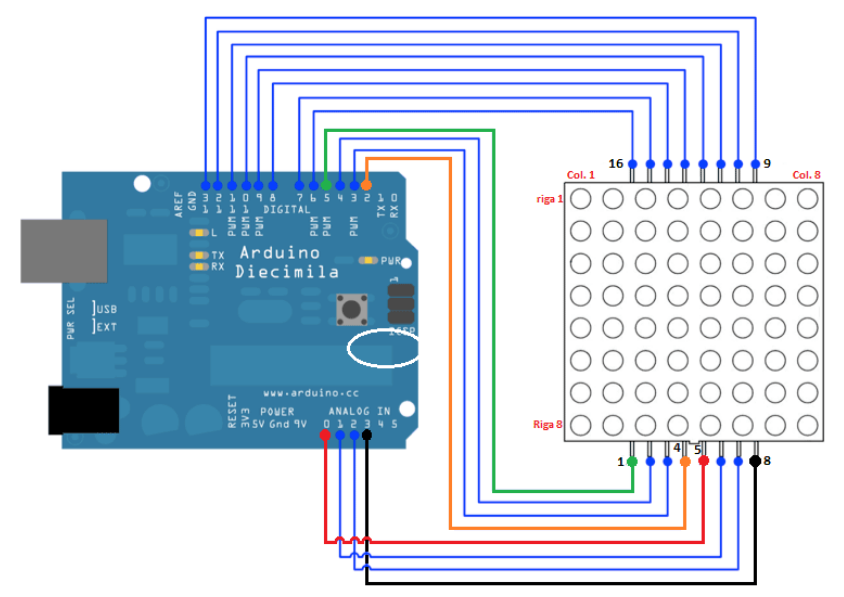 16
9
Col. 1
Col. 8
riga 1
AREF
GND
13
12
11
10
9
8
7
6
5
4
3
2
TX 1
RX 0
PWM
PWM
PWM
PWM
PWM
PWM
DIGITAL
L
TX
RX
Arduino
Diecimila
PWR
1
ICSP
PWR SEL
USB
EXT
www.arduino.cc
RESET
3V3
POWER
5V Gnd 9V
ANALOG IN
0 1 2 3 4 5
Riga 8
1
4
5
8